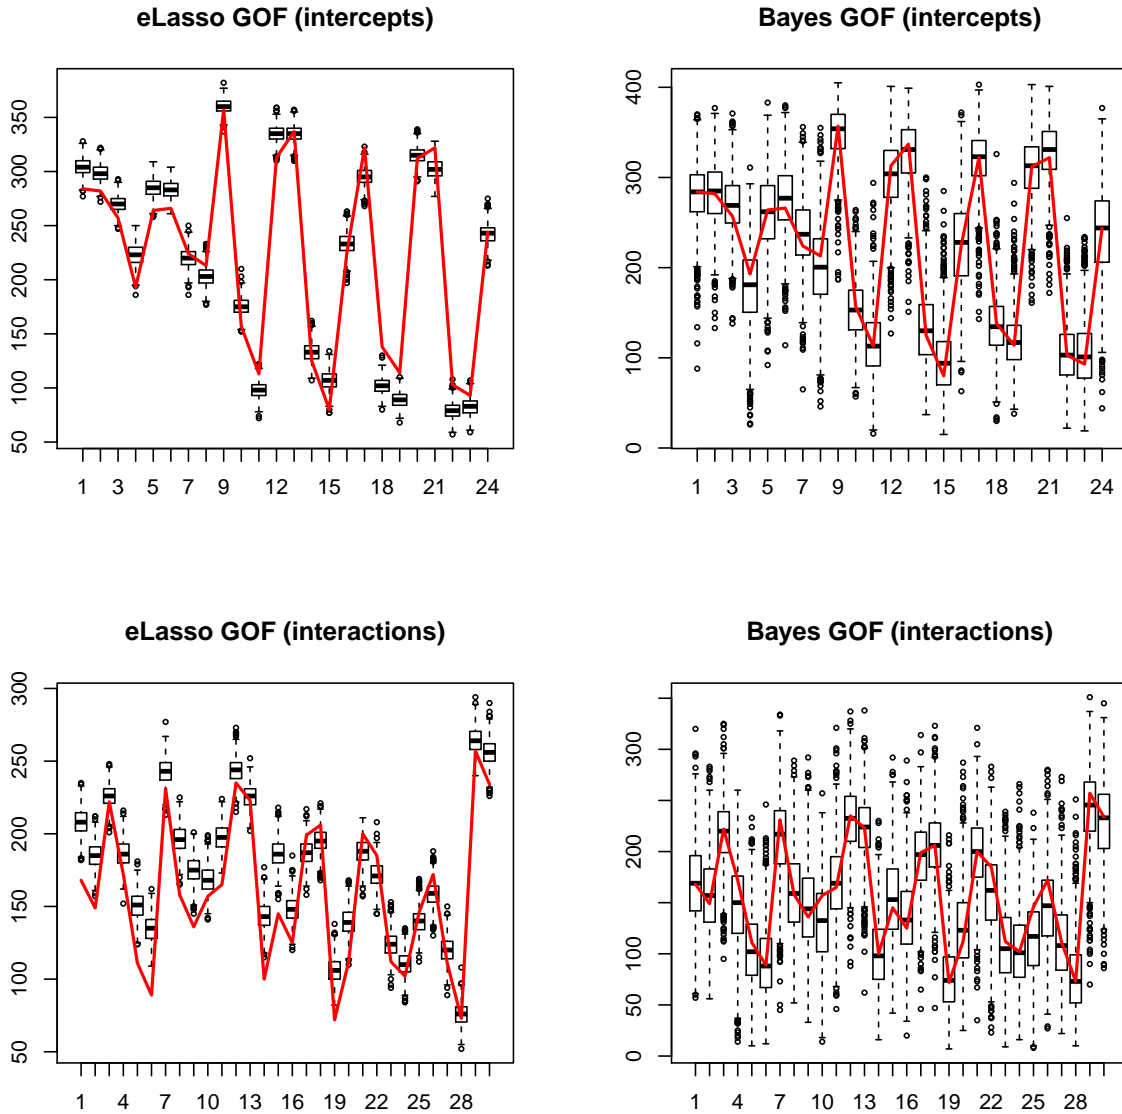 eLasso GOF (intercepts)
350
300
250
200
150
100
50
1 3 5 7 9 12 15 18 21 24
Bayes GOF (intercepts)
400
300
200
100
0
1 3 5 7 9 12 15 18 21 24
eLasso GOF (interactions)
300
250
200
150
100
50
1 4 7 10 13 16 19 22 25 28
Bayes GOF (interactions)
300
200
100
50
0
1 4 7 10 13 16 19 22 25 28